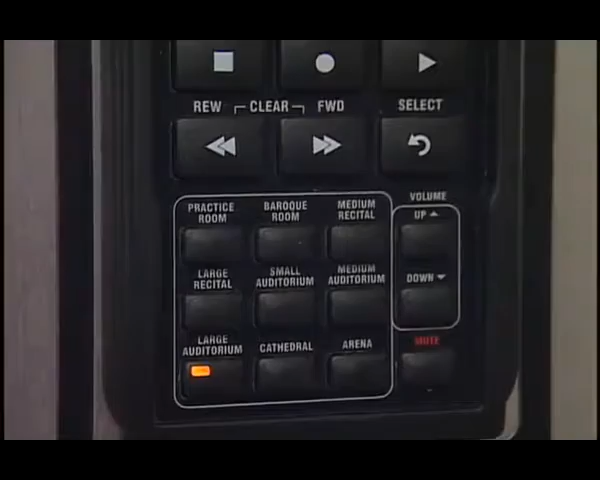 REW CLEAR FWD SELECT
PRACTICE ROOM
BAROQUE ROOM
MEDIUM RECITAL
VOLUME
UP
LARGE RECITAL
SMALL AUDITORIUM
MEDIUM AUDITORIUM
DOWN
LARGE AUDITORIUM
CATHEDRAL
ARENA
MUTE